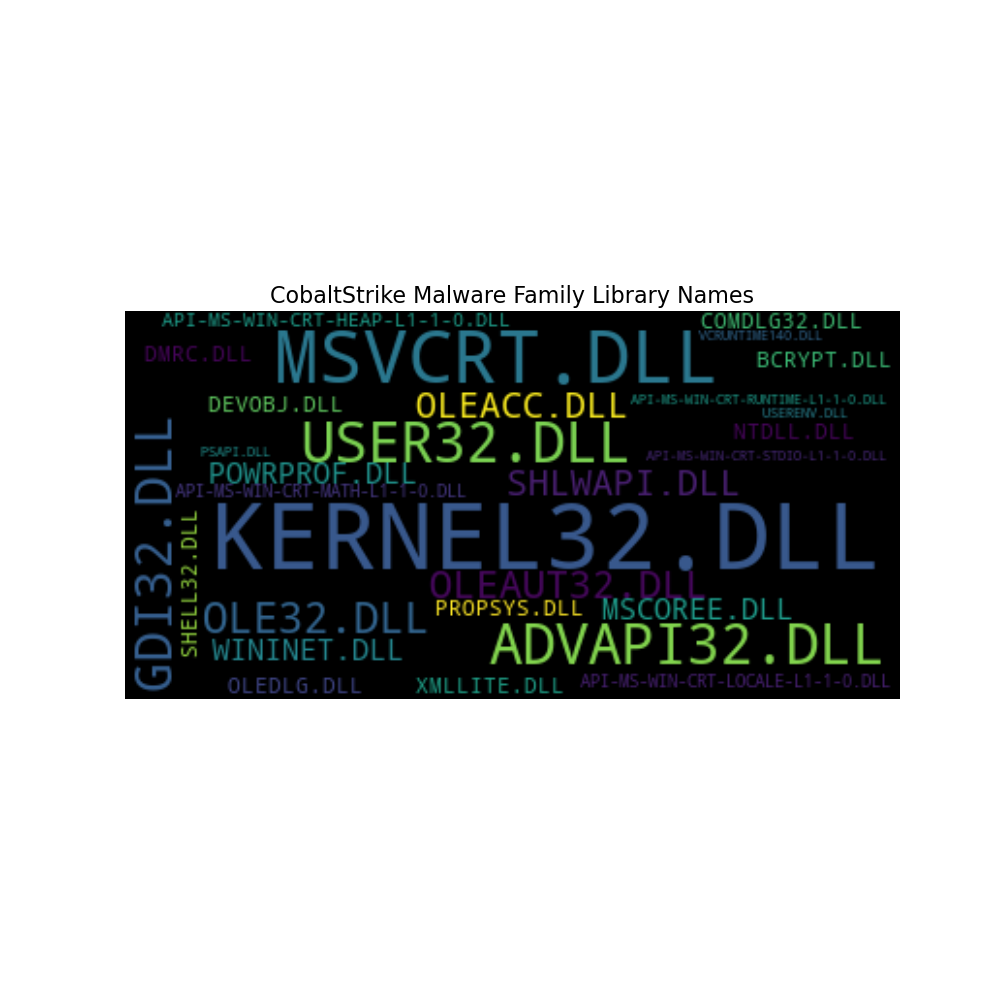 CobaltStrike Malware Family Library Names
API-MS-WIN-CRT-HEAP-L1-1-0.DLL
COMDLG32.DLL
VCRUNTIME140.DLL
DMRC.DLL
MSVCRT.DLL
BCRYPT.DLL
DEVOBJ.DLL
OLEACC.DLL
API-MS-WIN-CRT-RUNTIME-L1-1-0.DLL
USERENV.DLL
USER32.DLL
NTDLL.DLL
PSAPI.DLL
API-MS-WIN-CRT-STDIO-L1-1-0.DLL
POWRPROF.DLL
SHLWAPI.DLL
API-MS-WIN-CRT-MATH-L1-1-0.DLL
GDI32.DLL
SHELL32.DLL
KERNEL32.DLL
OLEAUT32.DLL
OLE32.DLL
PROPSYS.DLL
MSCOREE.DLL
WININET.DLL
ADVAPI32.DLL
OLEDLG.DLL
XMLLITE.DLL
API-MS-WIN-CRT-LOCALE-L1-1-0.DLL